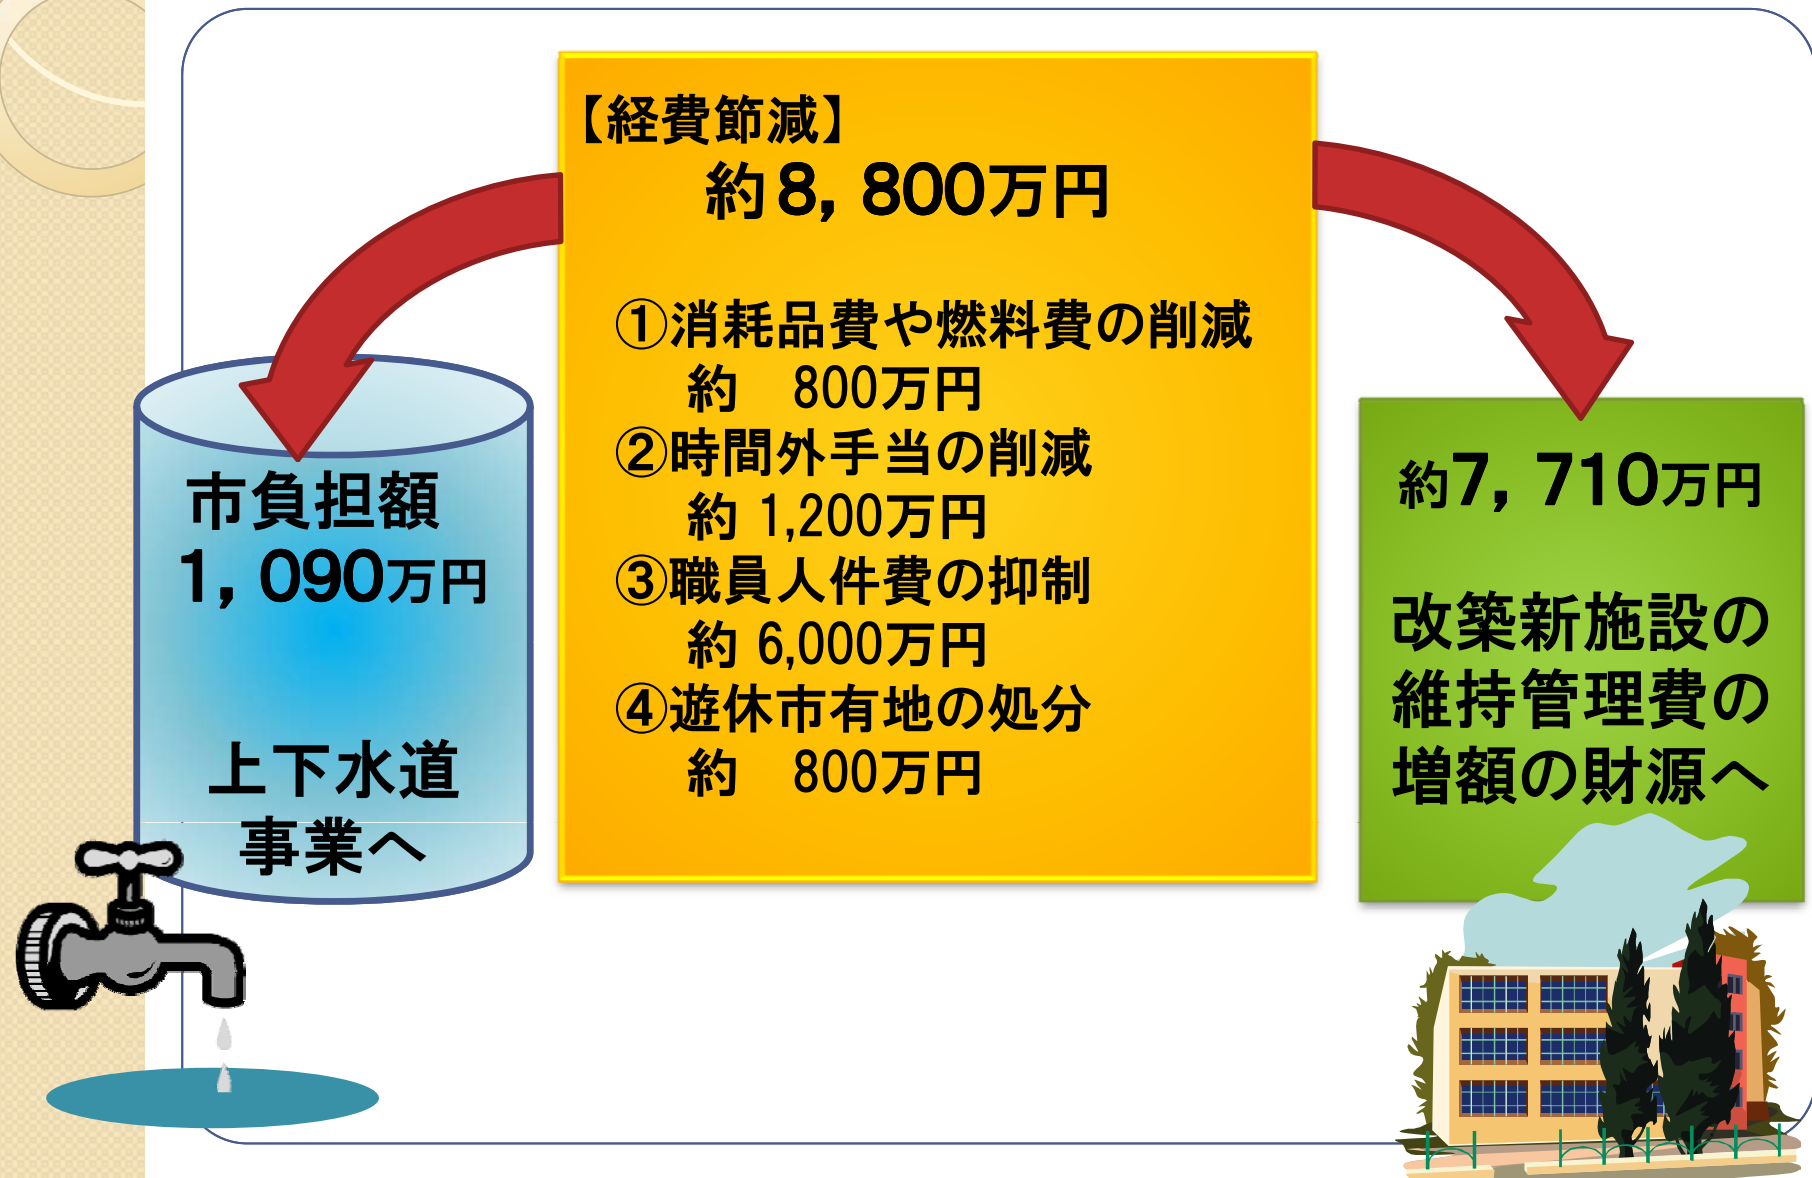 【経費節減】
約８，８００万円
①消耗品費や燃料費の削減
約　800万円
②時間外手当の削減
約 1,200万円
③職員人件費の抑制
約 6,000万円
④遊休市有地の処分
約　800万円
市負担額
１，０９０万円
上下水道
事業へ
約７，７１０万円
改築新施設の
維持管理費の
増額の財源へ